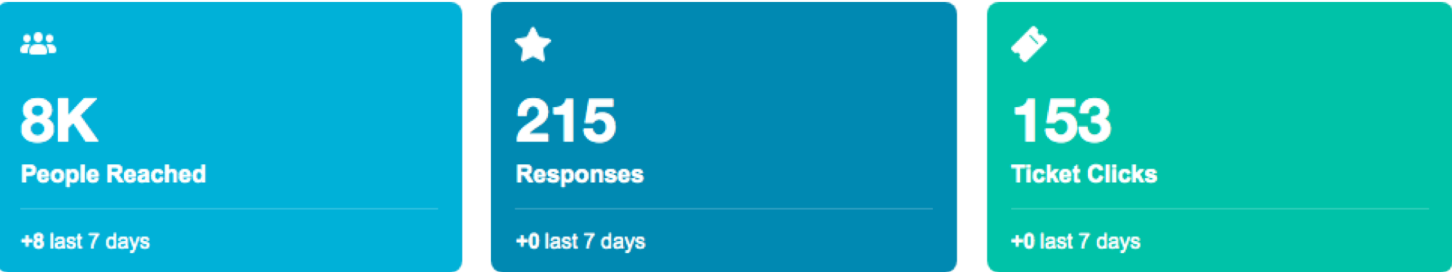 8K
People Reached
+8 last 7 days
215
Responses
+0 last 7 days
153
Ticket Clicks
+0 last 7 days